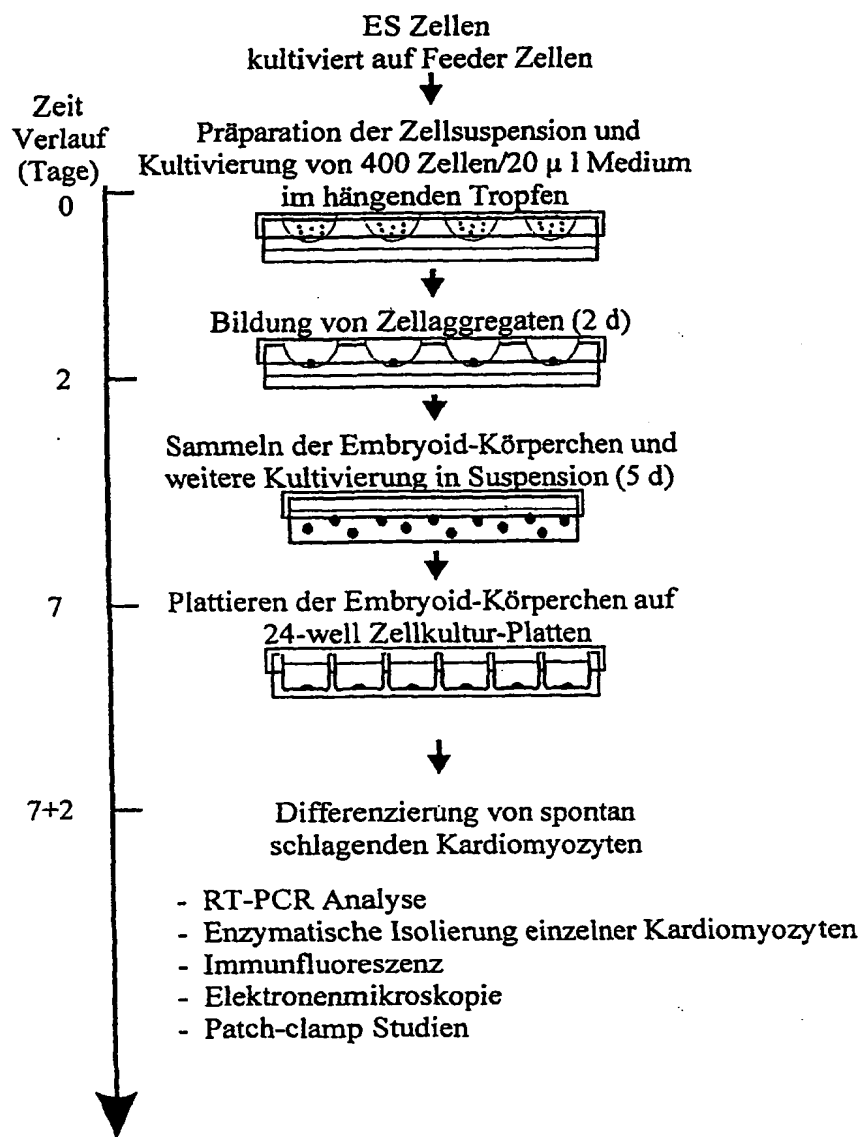 ES Zellen
kultiviert auf Feeder Zellen
Zeit
Verlauf
(Tage)
Präparation der Zellsuspension und
Kultivierung von 400 Zellen/20 µ l Medium
im hängenden Tropfen
0
Bildung von Zellaggregaten (2 d)
2
Sammeln der Embryoid-Körperchen und
weitere Kultivierung in Suspension (5 d)
7
Plattieren der Embryoid-Körperchen auf
24-well Zellkultur-Platten
7+2
Differenzierung von spontan
schlagenden Kardiomyozyten
- RT-PCR Analyse
- Enzymatische Isolierung einzelner Kardiomyozyten
- Immunfluoreszenz
- Elektronenmikroskopie
- Patch-clamp Studien